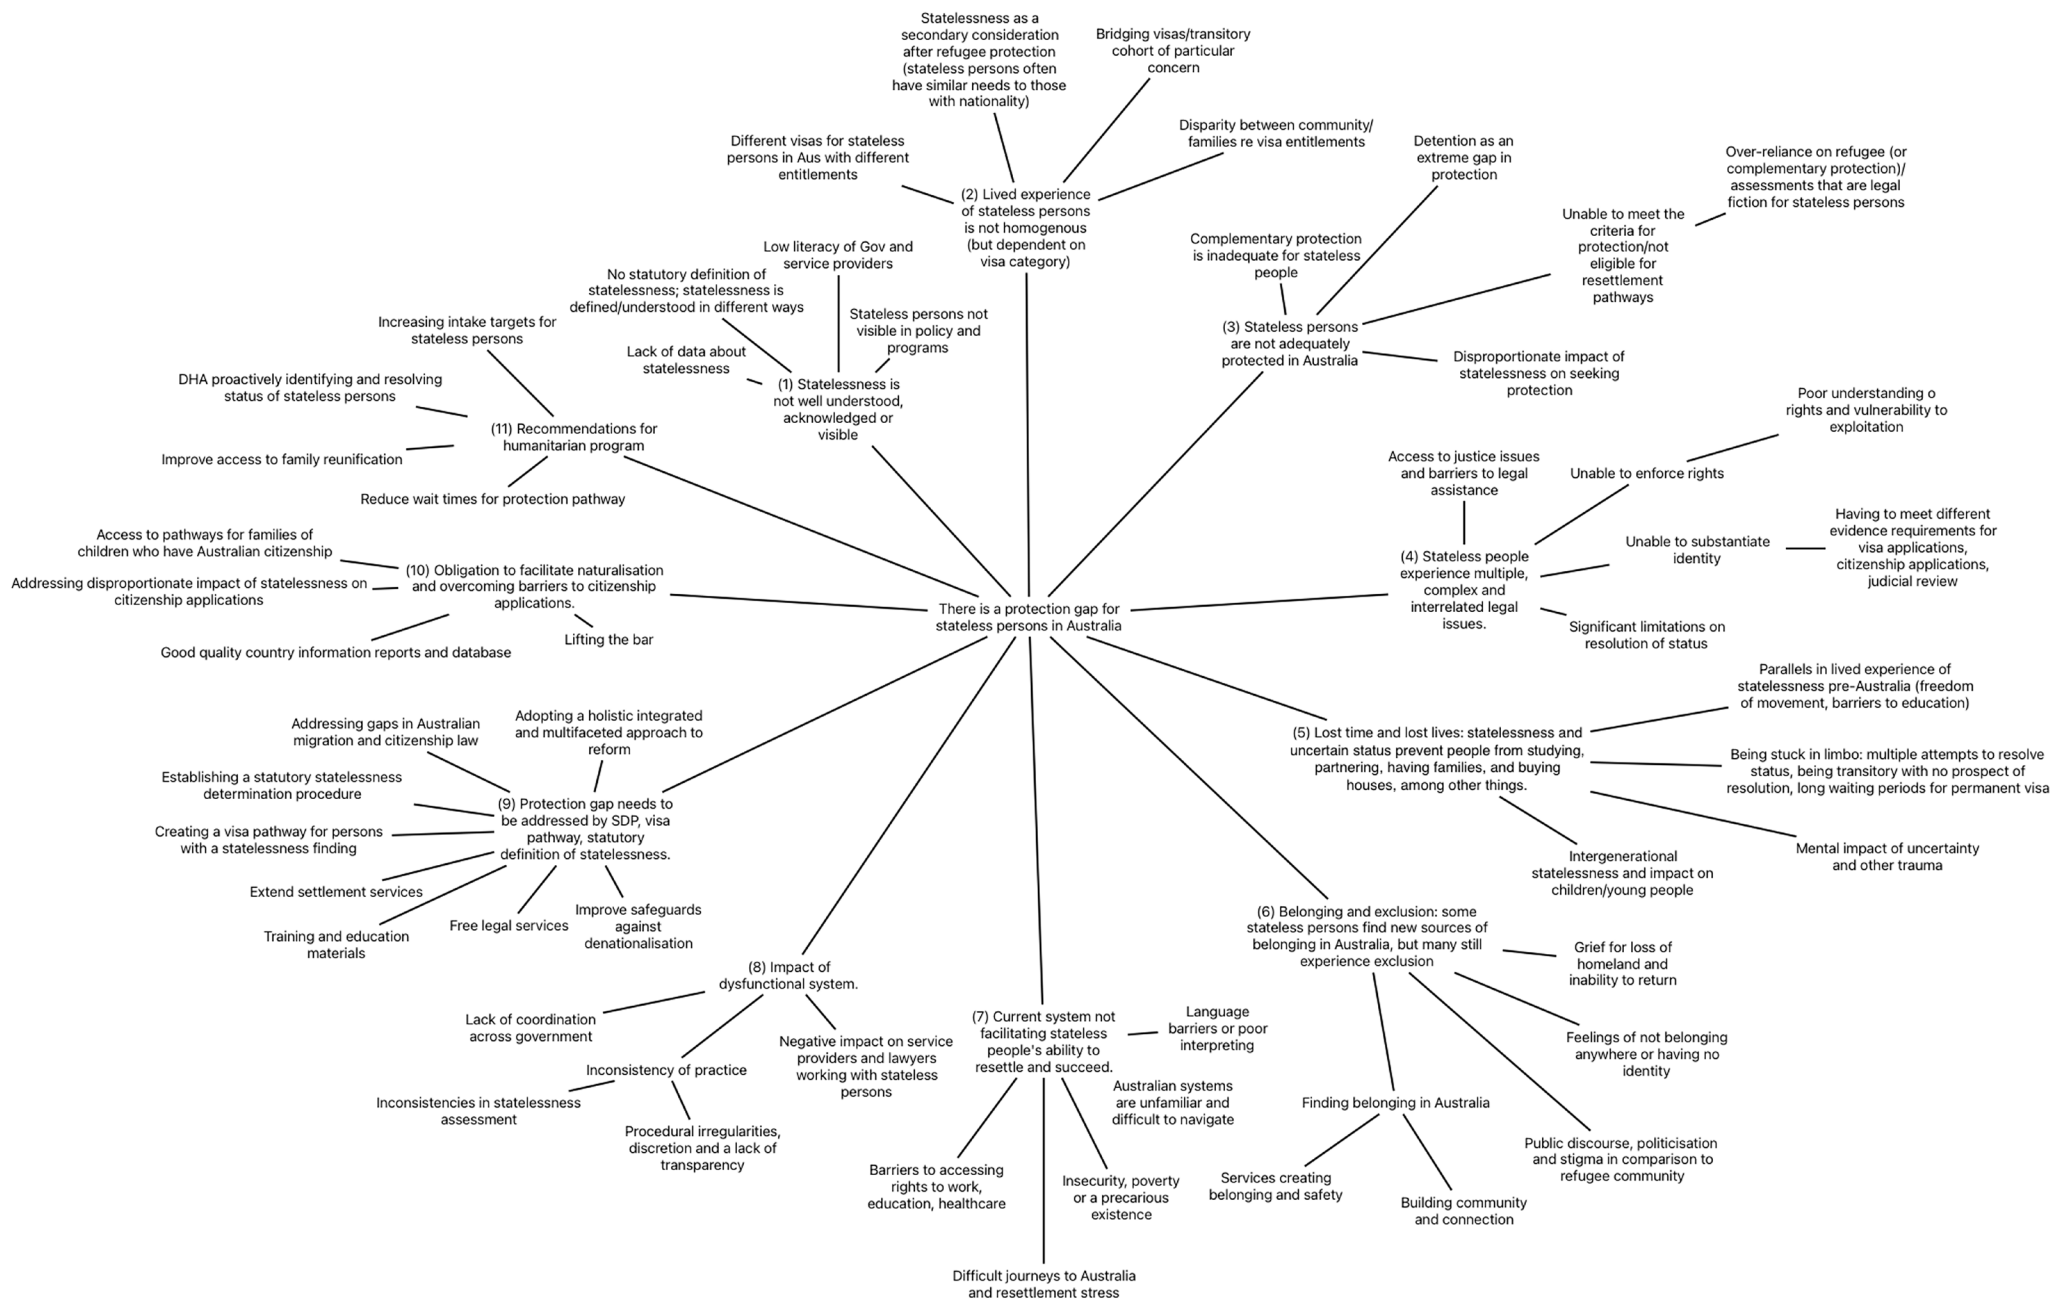 There is a protection gap for
stateless persons in Australia
(1) Statelessness is
not well understood,
acknowledged or
visible
Lack of data about
statelessness
No statutory definition of
statelessness; statelessness is
defined/understood in different ways
Low literacy of Gov and
service providers
Stateless persons not
visible in policy and
programs
(2) Lived experience
of stateless persons
is not homogenous
(but dependent on
visa category)
Different visas for stateless
persons in Aus with different
entitlements
Statelessness as a
secondary consideration
after refugee protection
(stateless persons often
have similar needs to those
with nationality)
Bridging visas/transitory
cohort of particular
concern
Disparity between community/
families re visa entitlements
(3) Stateless persons
are not adequately
protected in Australia
Complementary protection
is inadequate for stateless
people
Detention as an
extreme gap in
protection
Unable to meet the
criteria for
protection/not
eligible for
resettlement
pathways
Over-reliance on refugee (or
complementary protection)/
assessments that are legal
fiction for stateless persons
Disproportionate impact of
statelessness on seeking
protection
(4) Stateless people
experience multiple,
complex and
interrelated legal
issues.
Access to justice issues
and barriers to legal
assistance
Unable to enforce rights
Poor understanding o
rights and vulnerability to
exploitation
Unable to substantiate
identity
Having to meet different
evidence requirements for
visa applications,
citizenship applications,
judicial review
Significant limitations on
resolution of status
(5) Lost time and lost lives: statelessness and
uncertain status prevent people from studying,
partnering, having families, and buying
houses, among other things.
Parallels in lived experience of
statelessness pre-Australia (freedom
of movement, barriers to education)
Being stuck in limbo: multiple attempts to resolve
status, being transitory with no prospect of
resolution, long waiting periods for permanent visa
Mental impact of uncertainty
and other trauma
Intergenerational
statelessness and impact on
children/young people
(6) Belonging and exclusion: some
stateless persons find new sources of
belonging in Australia, but many still
experience exclusion
Grief for loss of
homeland and
inability to return
Feelings of not belonging
anywhere or having no
identity
Public discourse, politicisation
and stigma in comparison to
refugee community
Finding belonging in Australia
Services creating
belonging and safety
Building community
and connection
(7) Current system not
facilitating stateless
people's ability to
resettle and succeed.
Language
barriers or poor
interpreting
Australian systems
are unfamiliar and
difficult to navigate
Insecurity, poverty
or a precarious
existence
Difficult journeys to Australia
and resettlement stress
Barriers to accessing
rights to work,
education, healthcare
(8) Impact of
dysfunctional system.
Lack of coordination
across government
Inconsistency of practice
Inconsistencies in statelessness
assessment
Procedural irregularities,
discretion and a lack of
transparency
Negative impact on service
providers and lawyers
working with stateless
persons
(9) Protection gap needs to
be addressed by SDP, visa
pathway, statutory
definition of statelessness.
Adopting a holistic integrated
and multifaceted approach to
reform
Addressing gaps in Australian
migration and citizenship law
Establishing a statutory statelessness
determination procedure
Creating a visa pathway for persons
with a statelessness finding
Extend settlement services
Training and education
materials
Free legal services
Improve safeguards
against
denationalisation
(10) Obligation to facilitate naturalisation
and overcoming barriers to citizenship
applications.
Access to pathways for families of
children who have Australian citizenship
Addressing disproportionate impact of statelessness on
citizenship applications
Good quality country information reports and database
Lifting the bar
(11) Recommendations for
humanitarian program
Increasing intake targets for
stateless persons
DHA proactively identifying and resolving
status of stateless persons
Improve access to family reunification
Reduce wait times for protection pathway